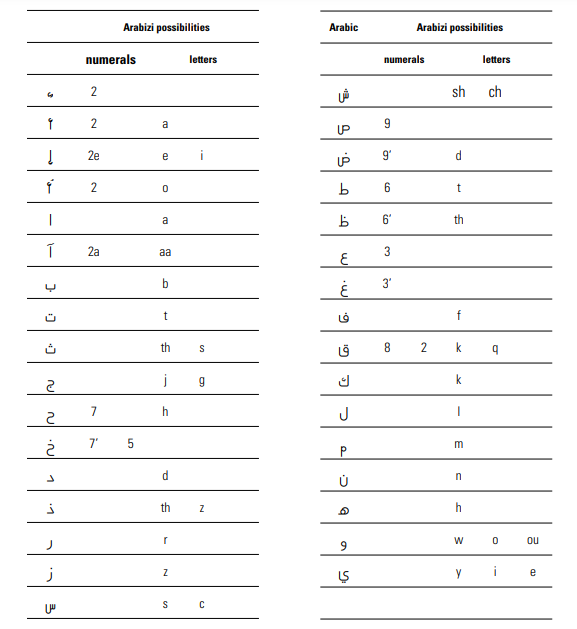 Arabizi possibilities
numerals letters
ء 2
أ 2 a
إ 2e e i
أُ 2 o
ا a
آ 2a aa
ب b
ت t
ث th s
ج j g
ح 7 h
خ 7' 5
د d
ذ th z
ر r
ز z
س s c
Arabic Arabizi possibilities
numerals letters
ش sh ch
ص 9
ض 9' d
ط 6 t
ظ 6' th
ع 3
غ 3'
ف f
ق 8 2 k q
ك k
ل l
م m
ن n
هـ h
و w o ou
ي y i e